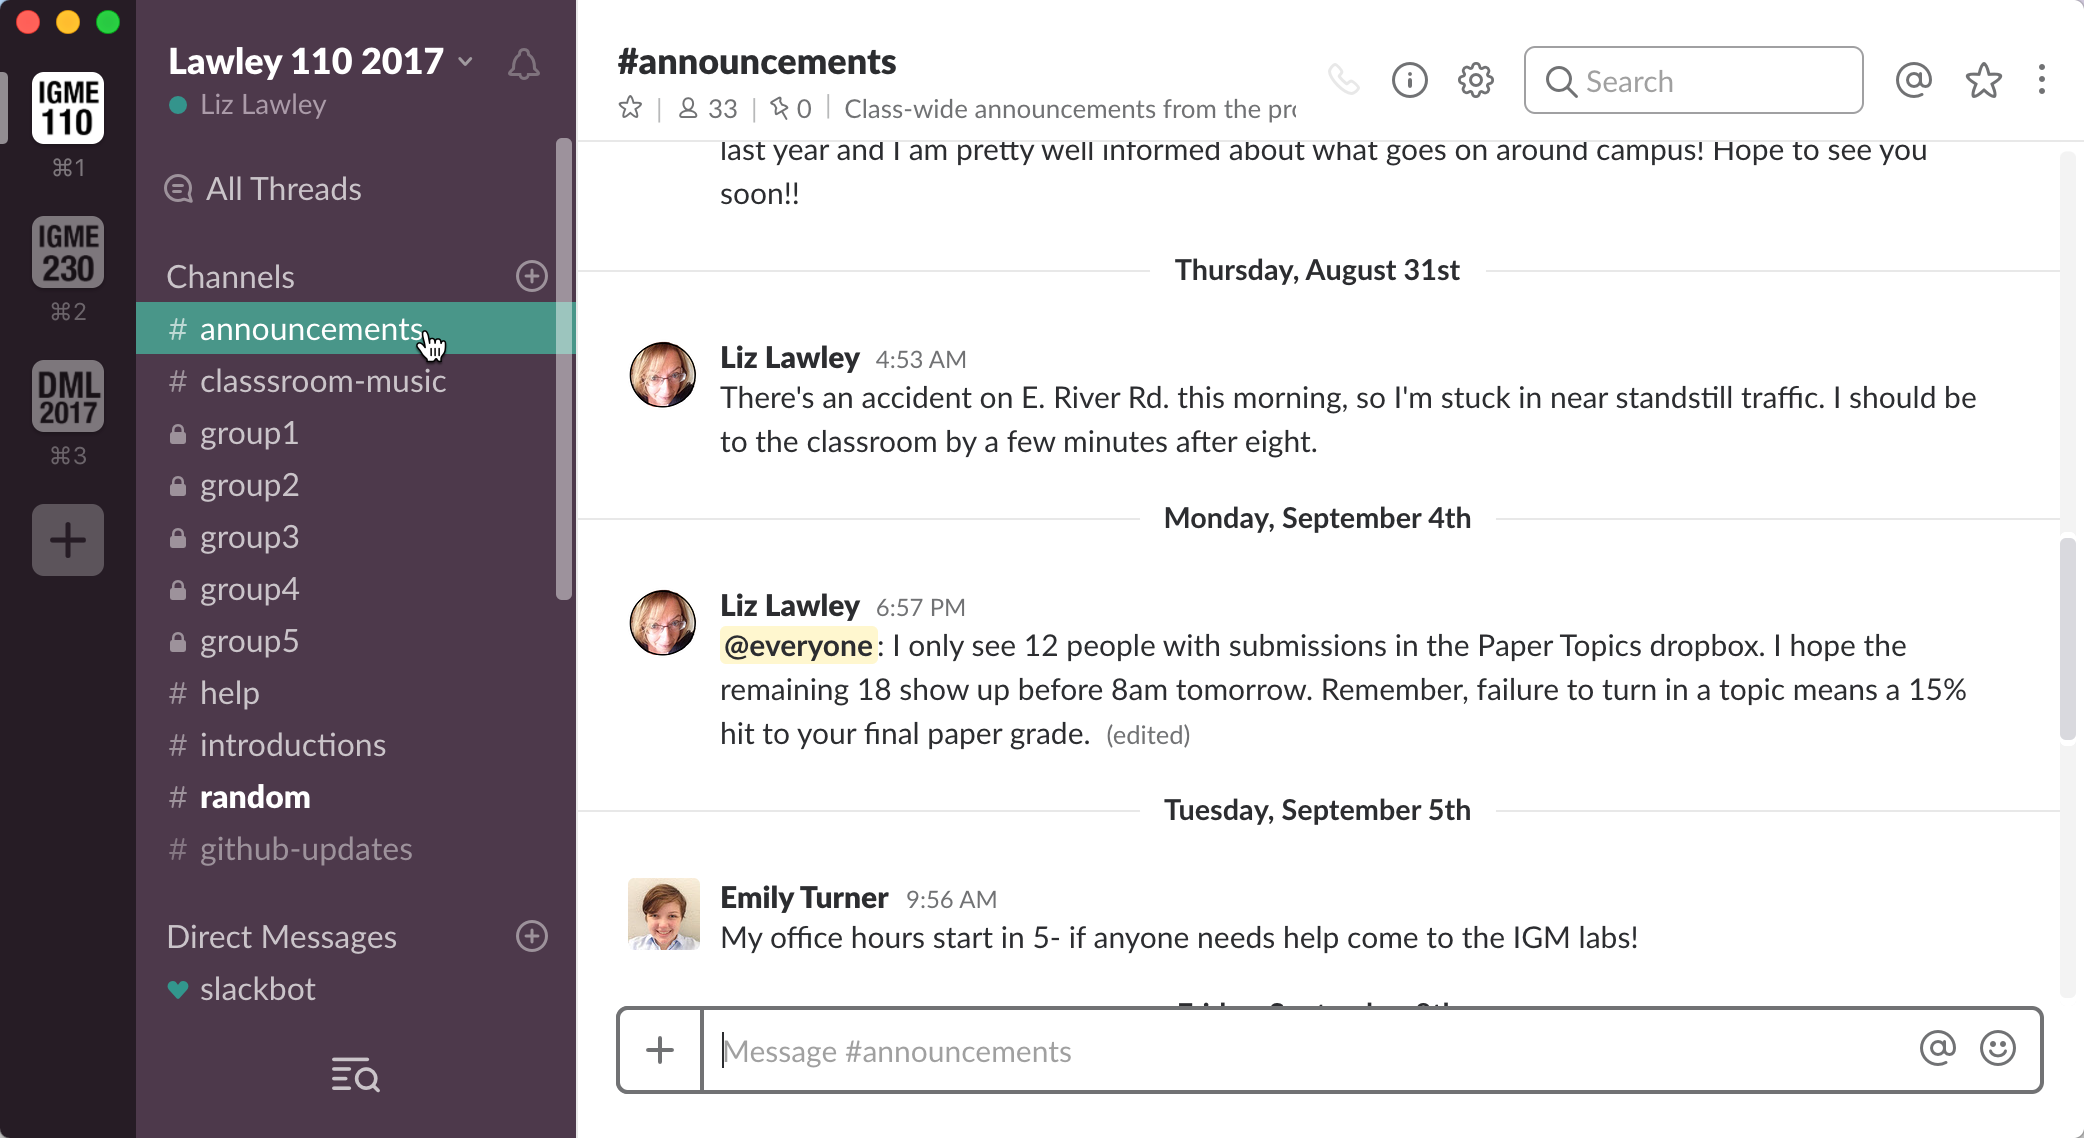 IGME
110
⌘1
IGME
230
⌘2
DML
2017
⌘3
Lawley 110 2017
Liz Lawley
All Threads
Channels
# announcements
# classsroom-music
group1
group2
group3
group4
group5
# help
# introductions
# random
# github-updates
Direct Messages
slackbot
#announcements
33 | 0 | Class-wide announcements from the pro
Search
last year and I am pretty well informed about what goes on around campus! Hope to see you
soon!!
Thursday, August 31st
Liz Lawley 4:53 AM
There's an accident on E. River Rd. this morning, so I'm stuck in near standstill traffic. I should be
to the classroom by a few minutes after eight.
Monday, September 4th
Liz Lawley 6:57 PM
@everyone: I only see 12 people with submissions in the Paper Topics dropbox. I hope the
remaining 18 show up before 8am tomorrow. Remember, failure to turn in a topic means a 15%
hit to your final paper grade. (edited)
Tuesday, September 5th
Emily Turner 9:56 AM
My office hours start in 5- if anyone needs help come to the IGM labs!
Message #announcements